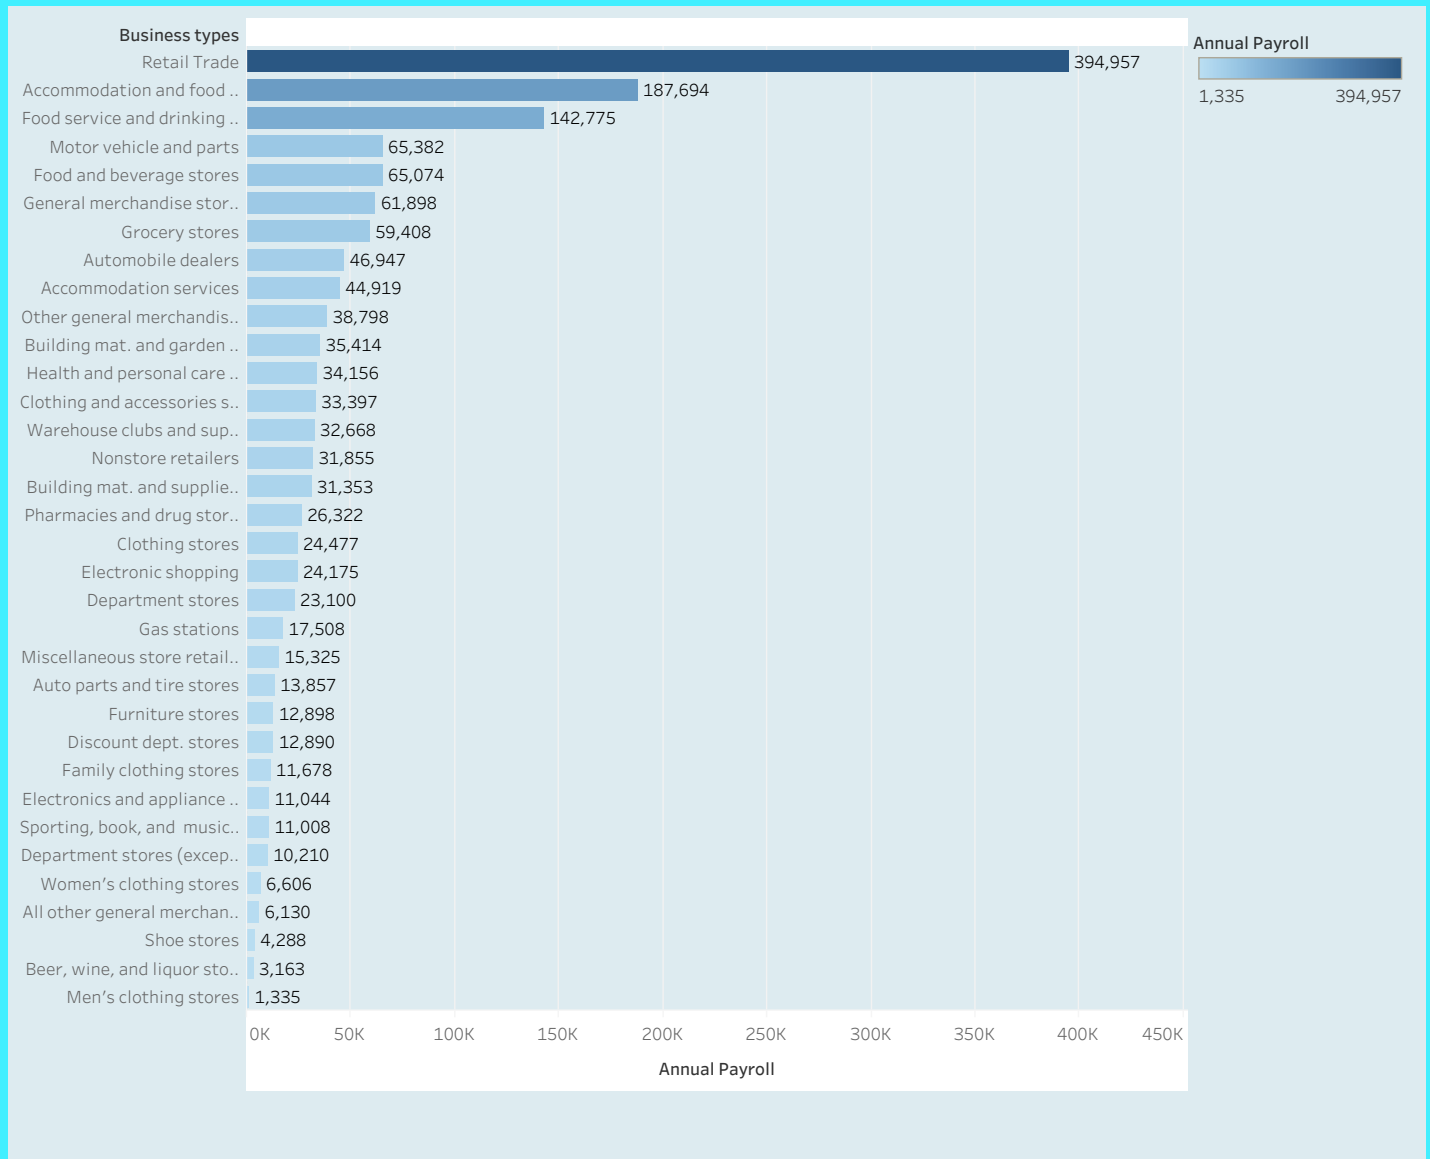 Business types
Retail Trade 394,957
Accommodation and food .. 187,694
Food service and drinking .. 142,775
Motor vehicle and parts 65,382
Food and beverage stores 65,074
General merchandise stor.. 61,898
Grocery stores 59,408
Automobile dealers 46,947
Accommodation services 44,919
Other general merchandis.. 38,798
Building mat. and garden .. 35,414
Health and personal care .. 34,156
Clothing and accessories s.. 33,397
Warehouse clubs and sup.. 32,668
Nonstore retailers 31,855
Building mat. and supplie.. 31,353
Pharmacies and drug stor.. 26,322
Clothing stores 24,477
Electronic shopping 24,175
Department stores 23,100
Gas stations 17,508
Miscellaneous store retail.. 15,325
Auto parts and tire stores 13,857
Furniture stores 12,898
Discount dept. stores 12,890
Family clothing stores 11,678
Electronics and appliance .. 11,044
Sporting, book, and  music.. 11,008
Department stores (excep.. 10,210
Women’s clothing stores 6,606
All other general merchan.. 6,130
Shoe stores 4,288
Beer, wine, and liquor sto.. 3,163
Men’s clothing stores 1,335
0K 50K 100K 150K 200K 250K 300K 350K 400K 450K
Annual Payroll
Annual Payroll
1,335 394,957